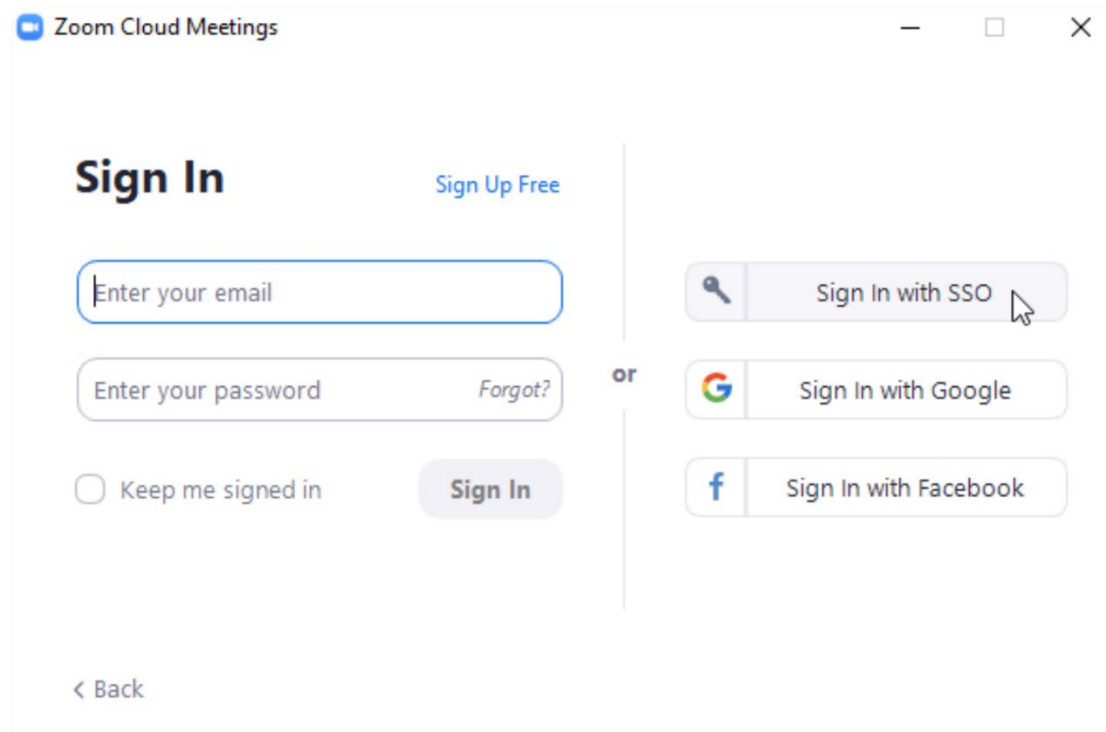 Zoom Cloud Meetings
Sign In
Sign Up Free
Enter your email
Enter your password
Forgot?
Keep me signed in
Sign In
or
Sign In with SSO
Sign In with Google
Sign In with Facebook
< Back